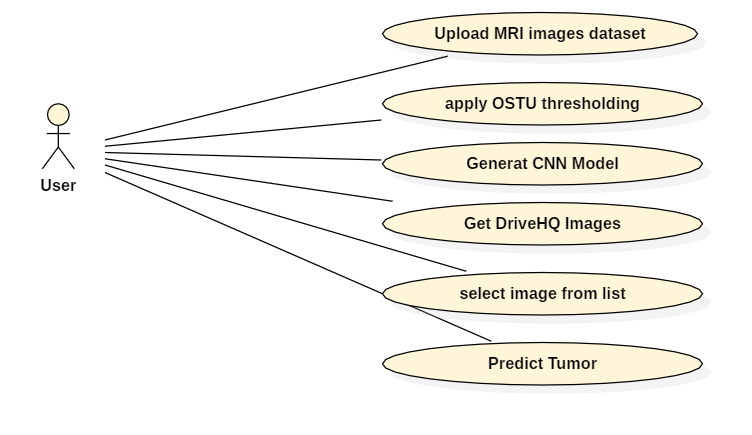 Upload MRI images dataset
apply OSTU thresholding
Generat CNN Model
User
Get DriveHQ Images
select image from list
Predict Tumor